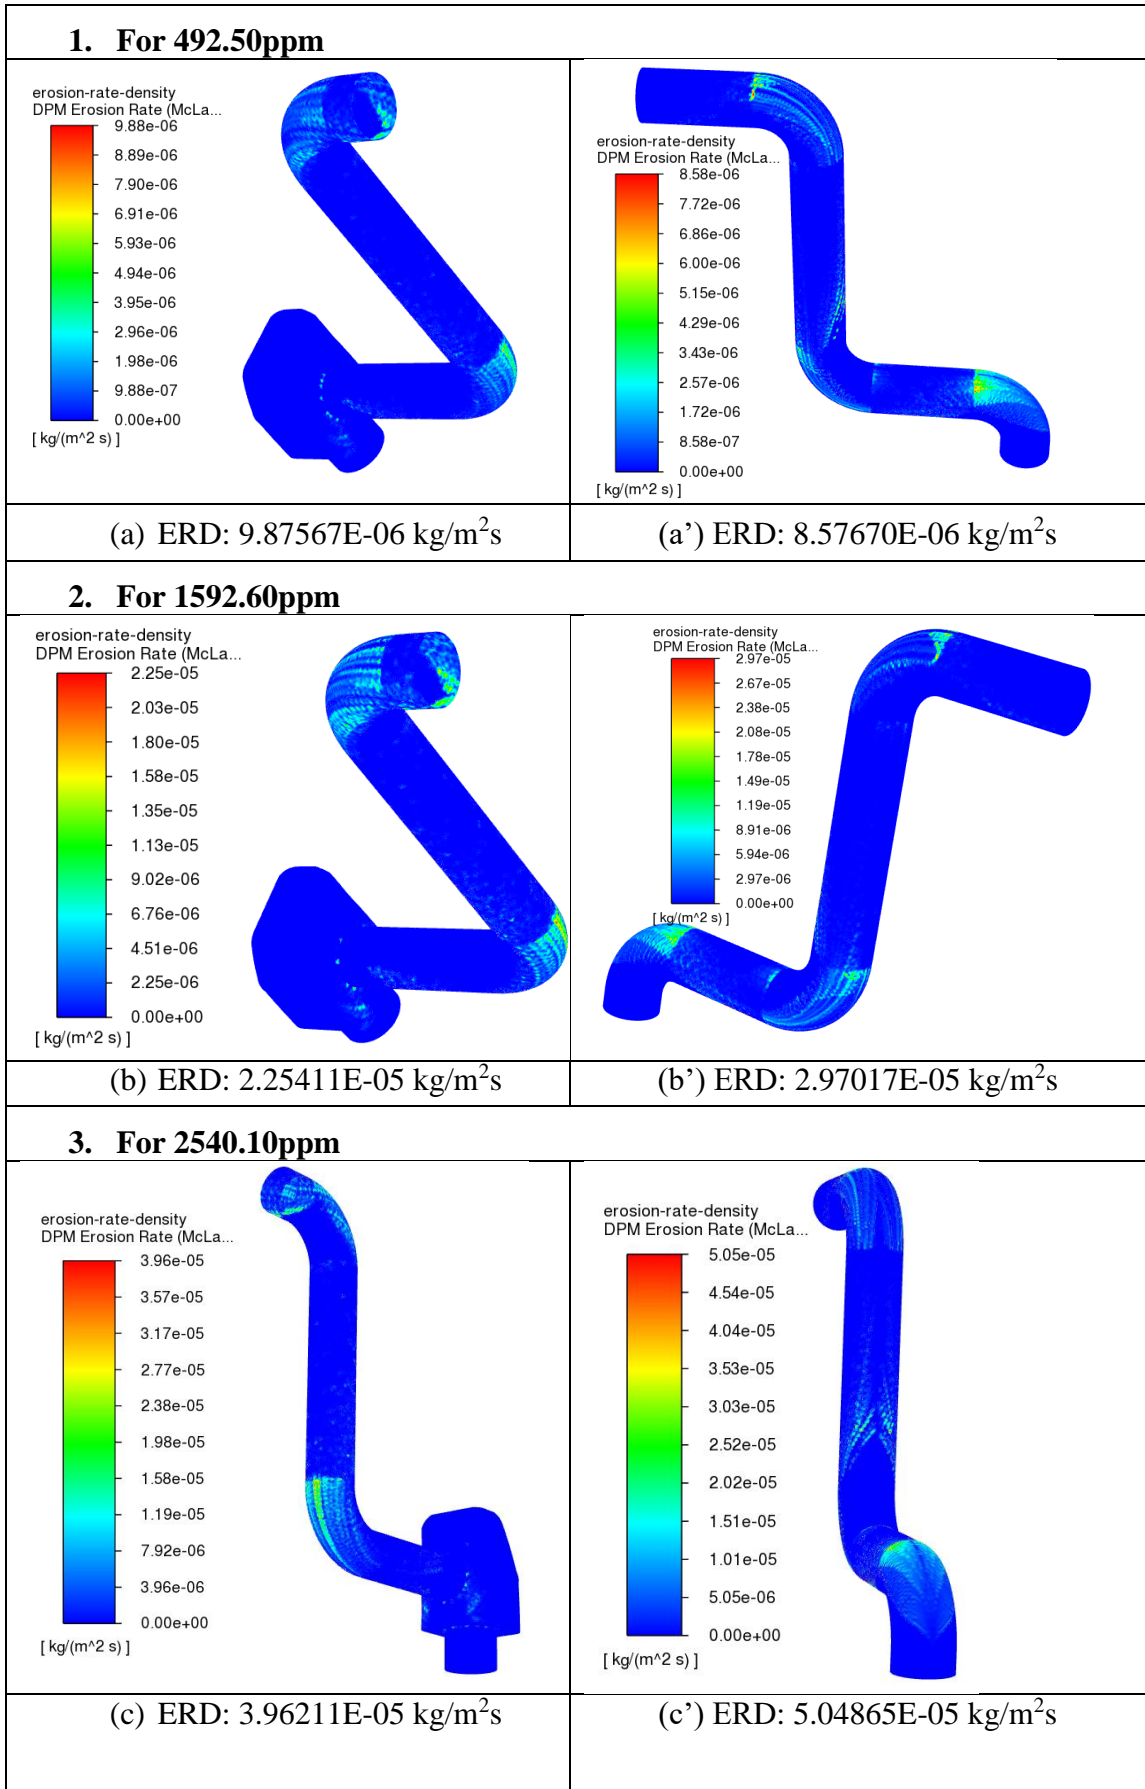 1. For 492.50ppm
erosion-rate-density
DPM Erosion Rate (McLa...
9.88e-06
8.89e-06
7.90e-06
6.91e-06
5.93e-06
4.94e-06
3.95e-06
2.96e-06
1.98e-06
9.88e-07
0.00e+00
[ kg/(m^2 s) ]
erosion-rate-density
DPM Erosion Rate (McLa...
8.58e-06
7.72e-06
6.86e-06
6.00e-06
5.15e-06
4.29e-06
3.43e-06
2.57e-06
1.72e-06
8.58e-07
0.00e+00
[ kg/(m^2 s) ]
(a) ERD: 9.87567E-06 kg/m²s
(a’) ERD: 8.57670E-06 kg/m²s
2. For 1592.60ppm
erosion-rate-density
DPM Erosion Rate (McLa...
2.25e-05
2.03e-05
1.80e-05
1.58e-05
1.35e-05
1.13e-05
9.02e-06
6.76e-06
4.51e-06
2.25e-06
0.00e+00
[ kg/(m^2 s) ]
erosion-rate-density
DPM Erosion Rate (McLa...
2.97e-05
2.67e-05
2.38e-05
2.08e-05
1.78e-05
1.49e-05
1.19e-05
8.91e-06
5.94e-06
2.97e-06
0.00e+00
[ kg/(m^2 s) ]
(b) ERD: 2.25411E-05 kg/m²s
(b’) ERD: 2.97017E-05 kg/m²s
3. For 2540.10ppm
erosion-rate-density
DPM Erosion Rate (McLa...
3.96e-05
3.57e-05
3.17e-05
2.77e-05
2.38e-05
1.98e-05
1.58e-05
1.19e-05
7.92e-06
3.96e-06
0.00e+00
[ kg/(m^2 s) ]
erosion-rate-density
DPM Erosion Rate (McLa...
5.05e-05
4.54e-05
4.04e-05
3.53e-05
3.03e-05
2.52e-05
2.02e-05
1.51e-05
1.01e-05
5.05e-06
0.00e+00
[ kg/(m^2 s) ]
(c) ERD: 3.96211E-05 kg/m²s
(c’) ERD: 5.04865E-05 kg/m²s